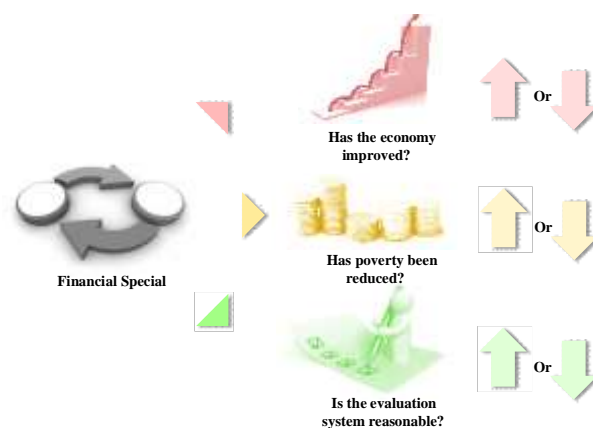 Has the economy
improved?
Or
Financial Special
Has poverty been
reduced?
Or
Is the evaluation
system reasonable?
Or